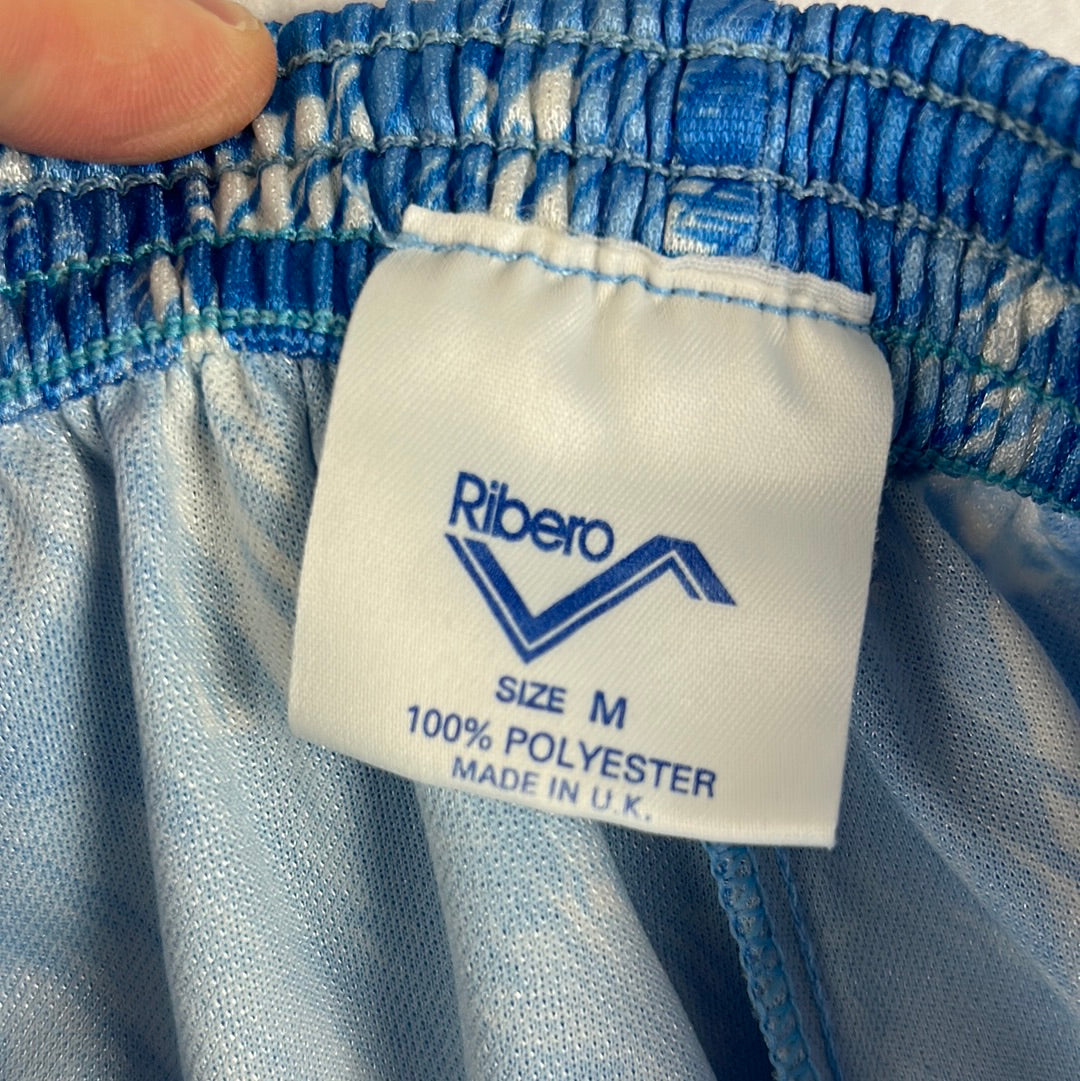 Ribero
SIZE M
100% POLYESTER
MADE IN U.K.